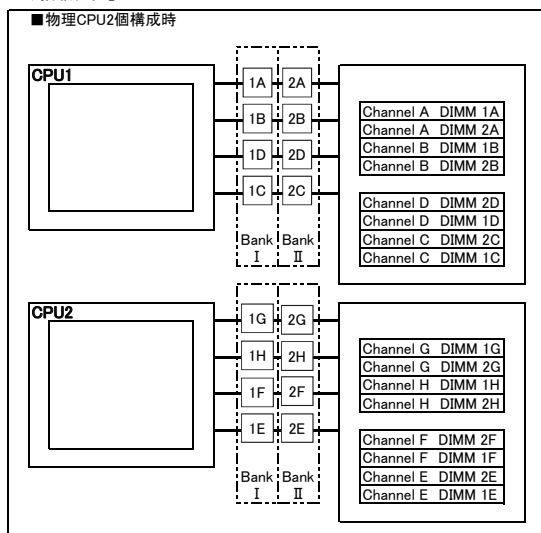 ■物理CPU2個構成時
CPU1
1A 2A
1B 2B
1D 2D
1C 2C
Bank Bank
Ⅰ Ⅱ
Channel A DIMM 1A
Channel A DIMM 2A
Channel B DIMM 1B
Channel B DIMM 2B
Channel D DIMM 2D
Channel D DIMM 1D
Channel C DIMM 2C
Channel C DIMM 1C
CPU2
1G 2G
1H 2H
1F 2F
1E 2E
Bank Bank
Ⅰ Ⅱ
Channel G DIMM 1G
Channel G DIMM 2G
Channel H DIMM 1H
Channel H DIMM 2H
Channel F DIMM 2F
Channel F DIMM 1F
Channel E DIMM 2E
Channel E DIMM 1E